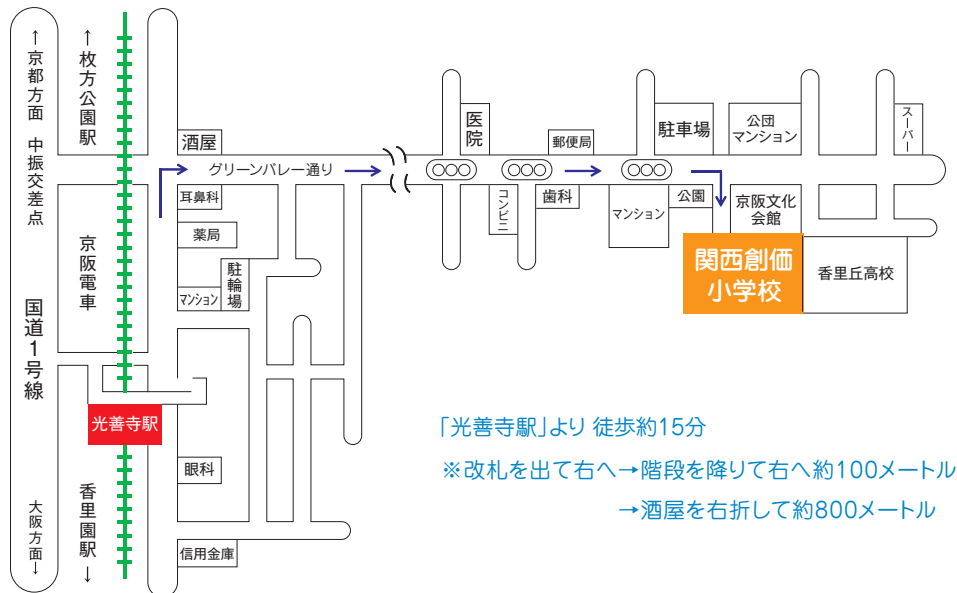 ←京都方面
中振交差点
国道1号線
大阪方面→
←枚方公園駅
京阪電車
光善寺駅
香里園駅→
酒屋
グリーンバレー通り
耳鼻科
薬局
マンション
駐輪場
眼科
信用金庫
医院
コンビニ
郵便局
歯科
マンション
駐車場
公園
公団
マンション
京阪文化
会館
スーパー
関西創価
小学校
香里丘高校
「光善寺駅」より 徒歩約15分
※改札を出て右へ→階段を降りて右へ約100メートル
→酒屋を右折して約800メートル